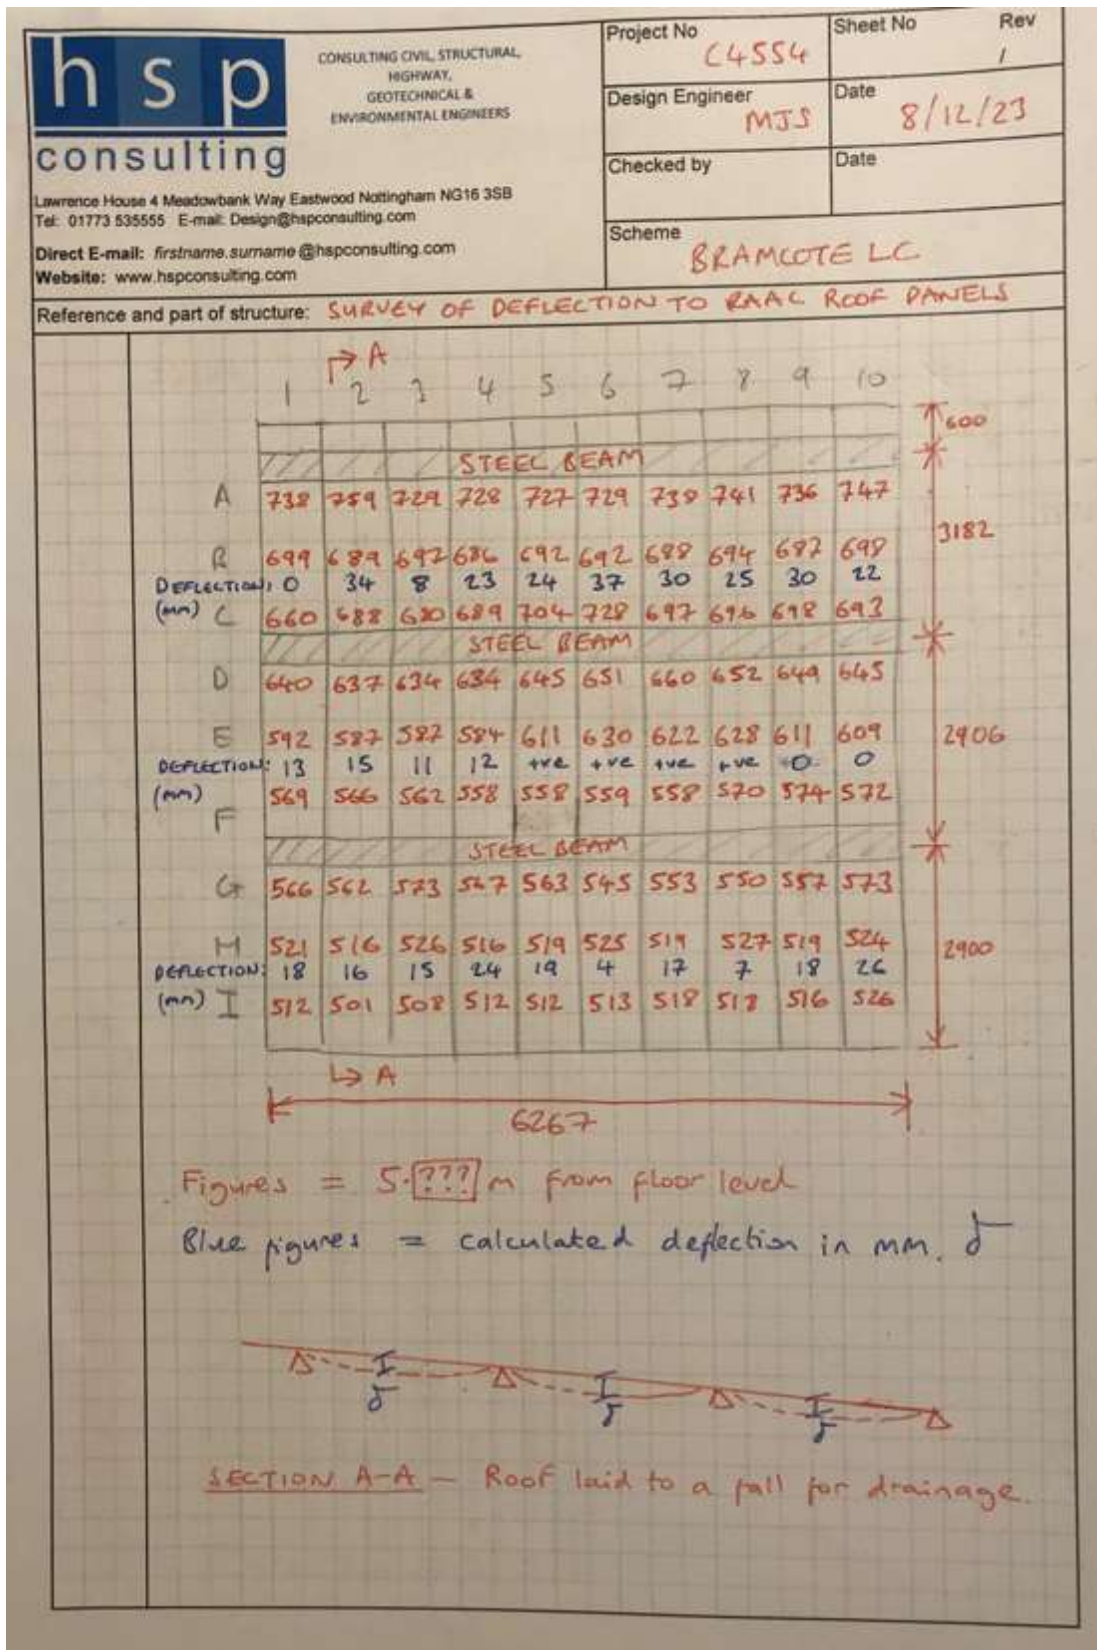 hsp
consulting
CONSULTING CIVIL, STRUCTURAL,
HIGHWAY,
GEOTECHNICAL &
ENVIRONMENTAL ENGINEERS
Lawrence House 4 Meadowbank Way Eastwood Nottingham NG16 3SB
Tel: 01773 535555 E-mail: Design@hspconsulting.com
Direct E-mail: firstname.surname@hspconsulting.com
Website: www.hspconsulting.com
Project No C4554
Sheet No Rev
1
Design Engineer MJS
Date 8/12/23
Checked by
Date
Scheme BRAMCOTE LC
Reference and part of structure: SURVEY OF DEFLECTION TO RAAC ROOF PANELS
A
1 2 3 4 5 6 7 8 9 10
600
STEEL BEAM
A 738 759 729 728 727 729 738 741 736 747
3182
B 699 689 697 686 692 692 688 694 687 698
DEFLECTION: 0 34 8 23 24 37 30 25 30 22
(mm) C 660 688 680 689 704 728 697 696 698 693
STEEL BEAM
D 640 637 634 634 645 651 660 652 649 645
E 592 587 587 584 611 630 622 628 611 609
2906
DEFLECTION: 13 15 11 12 +ve +ve +ve +ve 0 0
(mm) 569 566 562 558 558 559 558 570 574 572
F
STEEL BEAM
G 566 562 573 567 563 545 553 550 557 573
H 521 516 526 516 519 525 519 527 519 524
2900
DEFLECTION: 18 16 15 24 19 4 17 7 18 26
(mm) I 512 501 508 512 512 513 518 518 516 526
A
6267
Figures = 5.??? m from floor level
Blue figures = calculated deflection in mm. δ
δ δ δ
SECTION A-A - Roof laid to a fall for drainage.